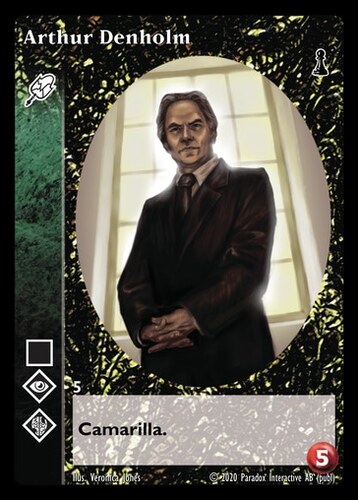 Arthur Denholm
5
Camarilla.
5
Illus. Veronica Jones
© 2020 Paradox Interactive AB (publ)